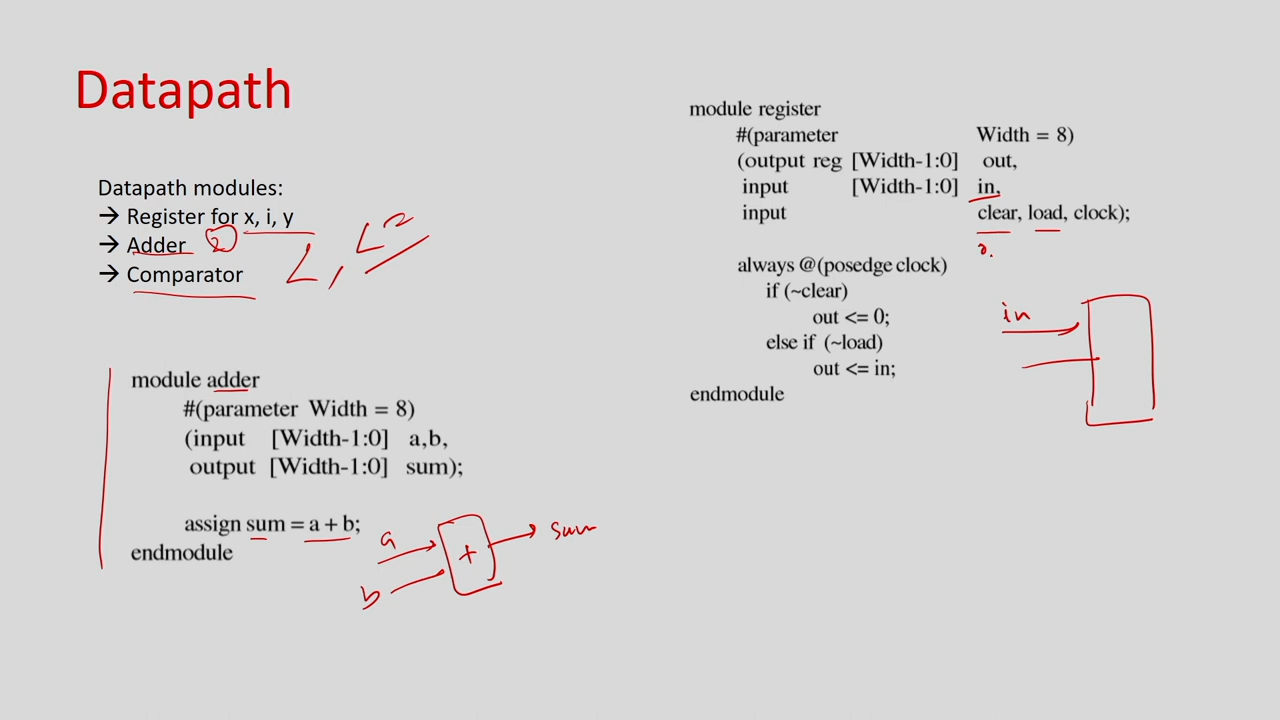 Datapath
Datapath modules:
→ Register for x, i, y
→ Adder 2
→ Comparator
<, <=
module adder
#(parameter Width = 8)
(input [Width-1:0] a,b,
output [Width-1:0] sum);
assign sum = a + b;
endmodule
a
b
+
sum
module register
#(parameter Width = 8)
(output reg [Width-1:0] out,
input [Width-1:0] in,
input clear, load, clock);
always @(posedge clock)
if (~clear)
out <= 0;
else if (~load)
out <= in;
endmodule
in